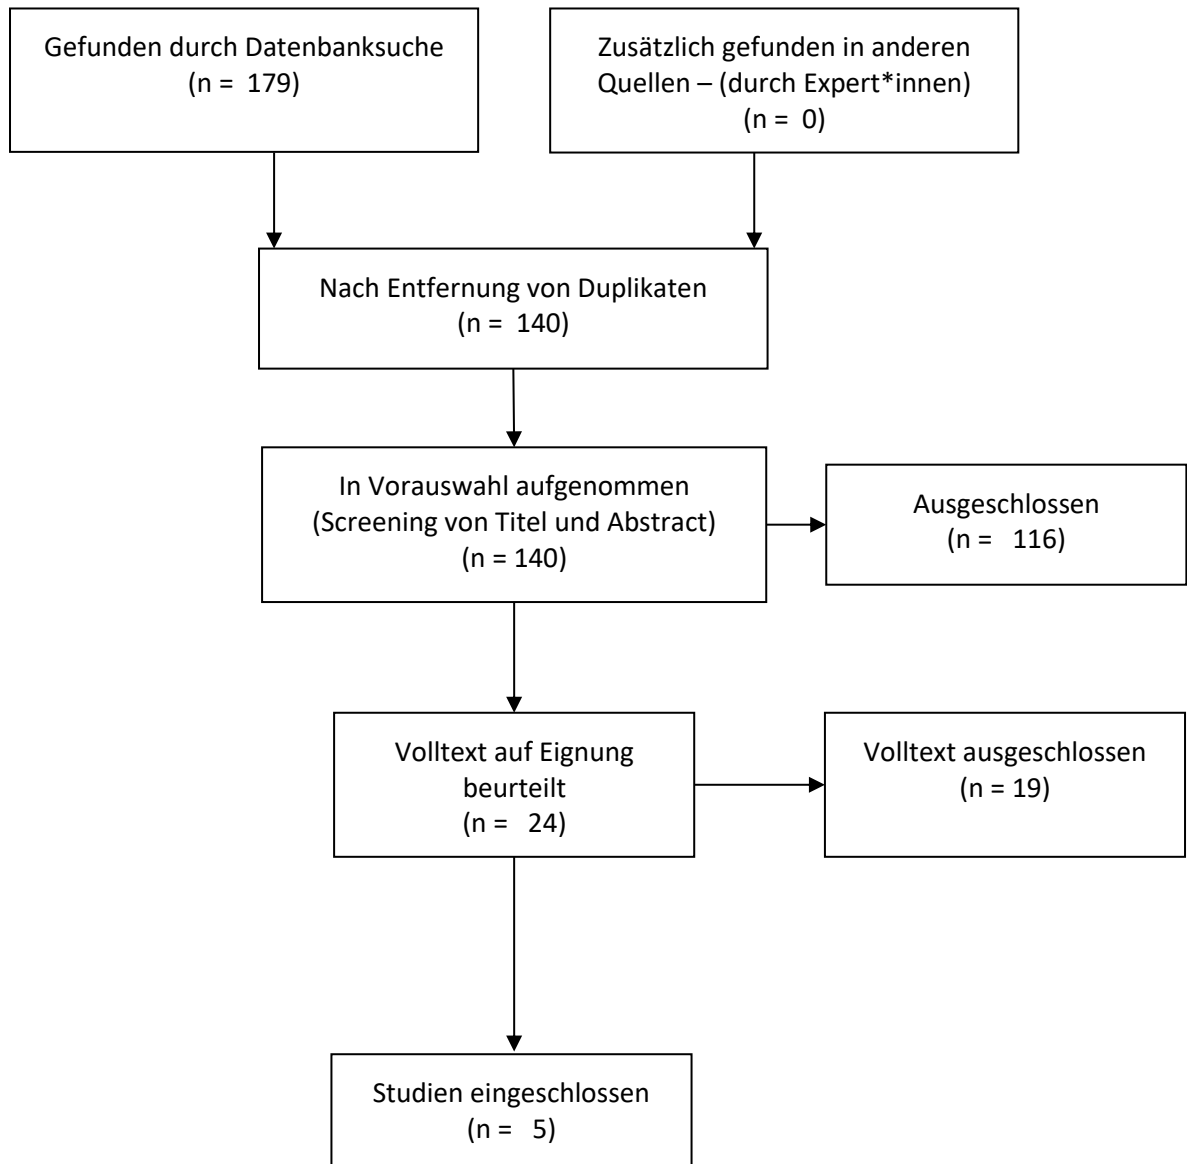 Gefunden durch Datenbanksuche
(n =  179)
Zusätzlich gefunden in anderen
Quellen – (durch Expert*innen)
(n =  0)
Nach Entfernung von Duplikaten
(n =  140)
In Vorauswahl aufgenommen
(Screening von Titel und Abstract)
(n = 140)
Ausgeschlossen
(n =   116)
Volltext auf Eignung
beurteilt
(n =   24)
Volltext ausgeschlossen
(n = 19)
Studien eingeschlossen
(n =   5)